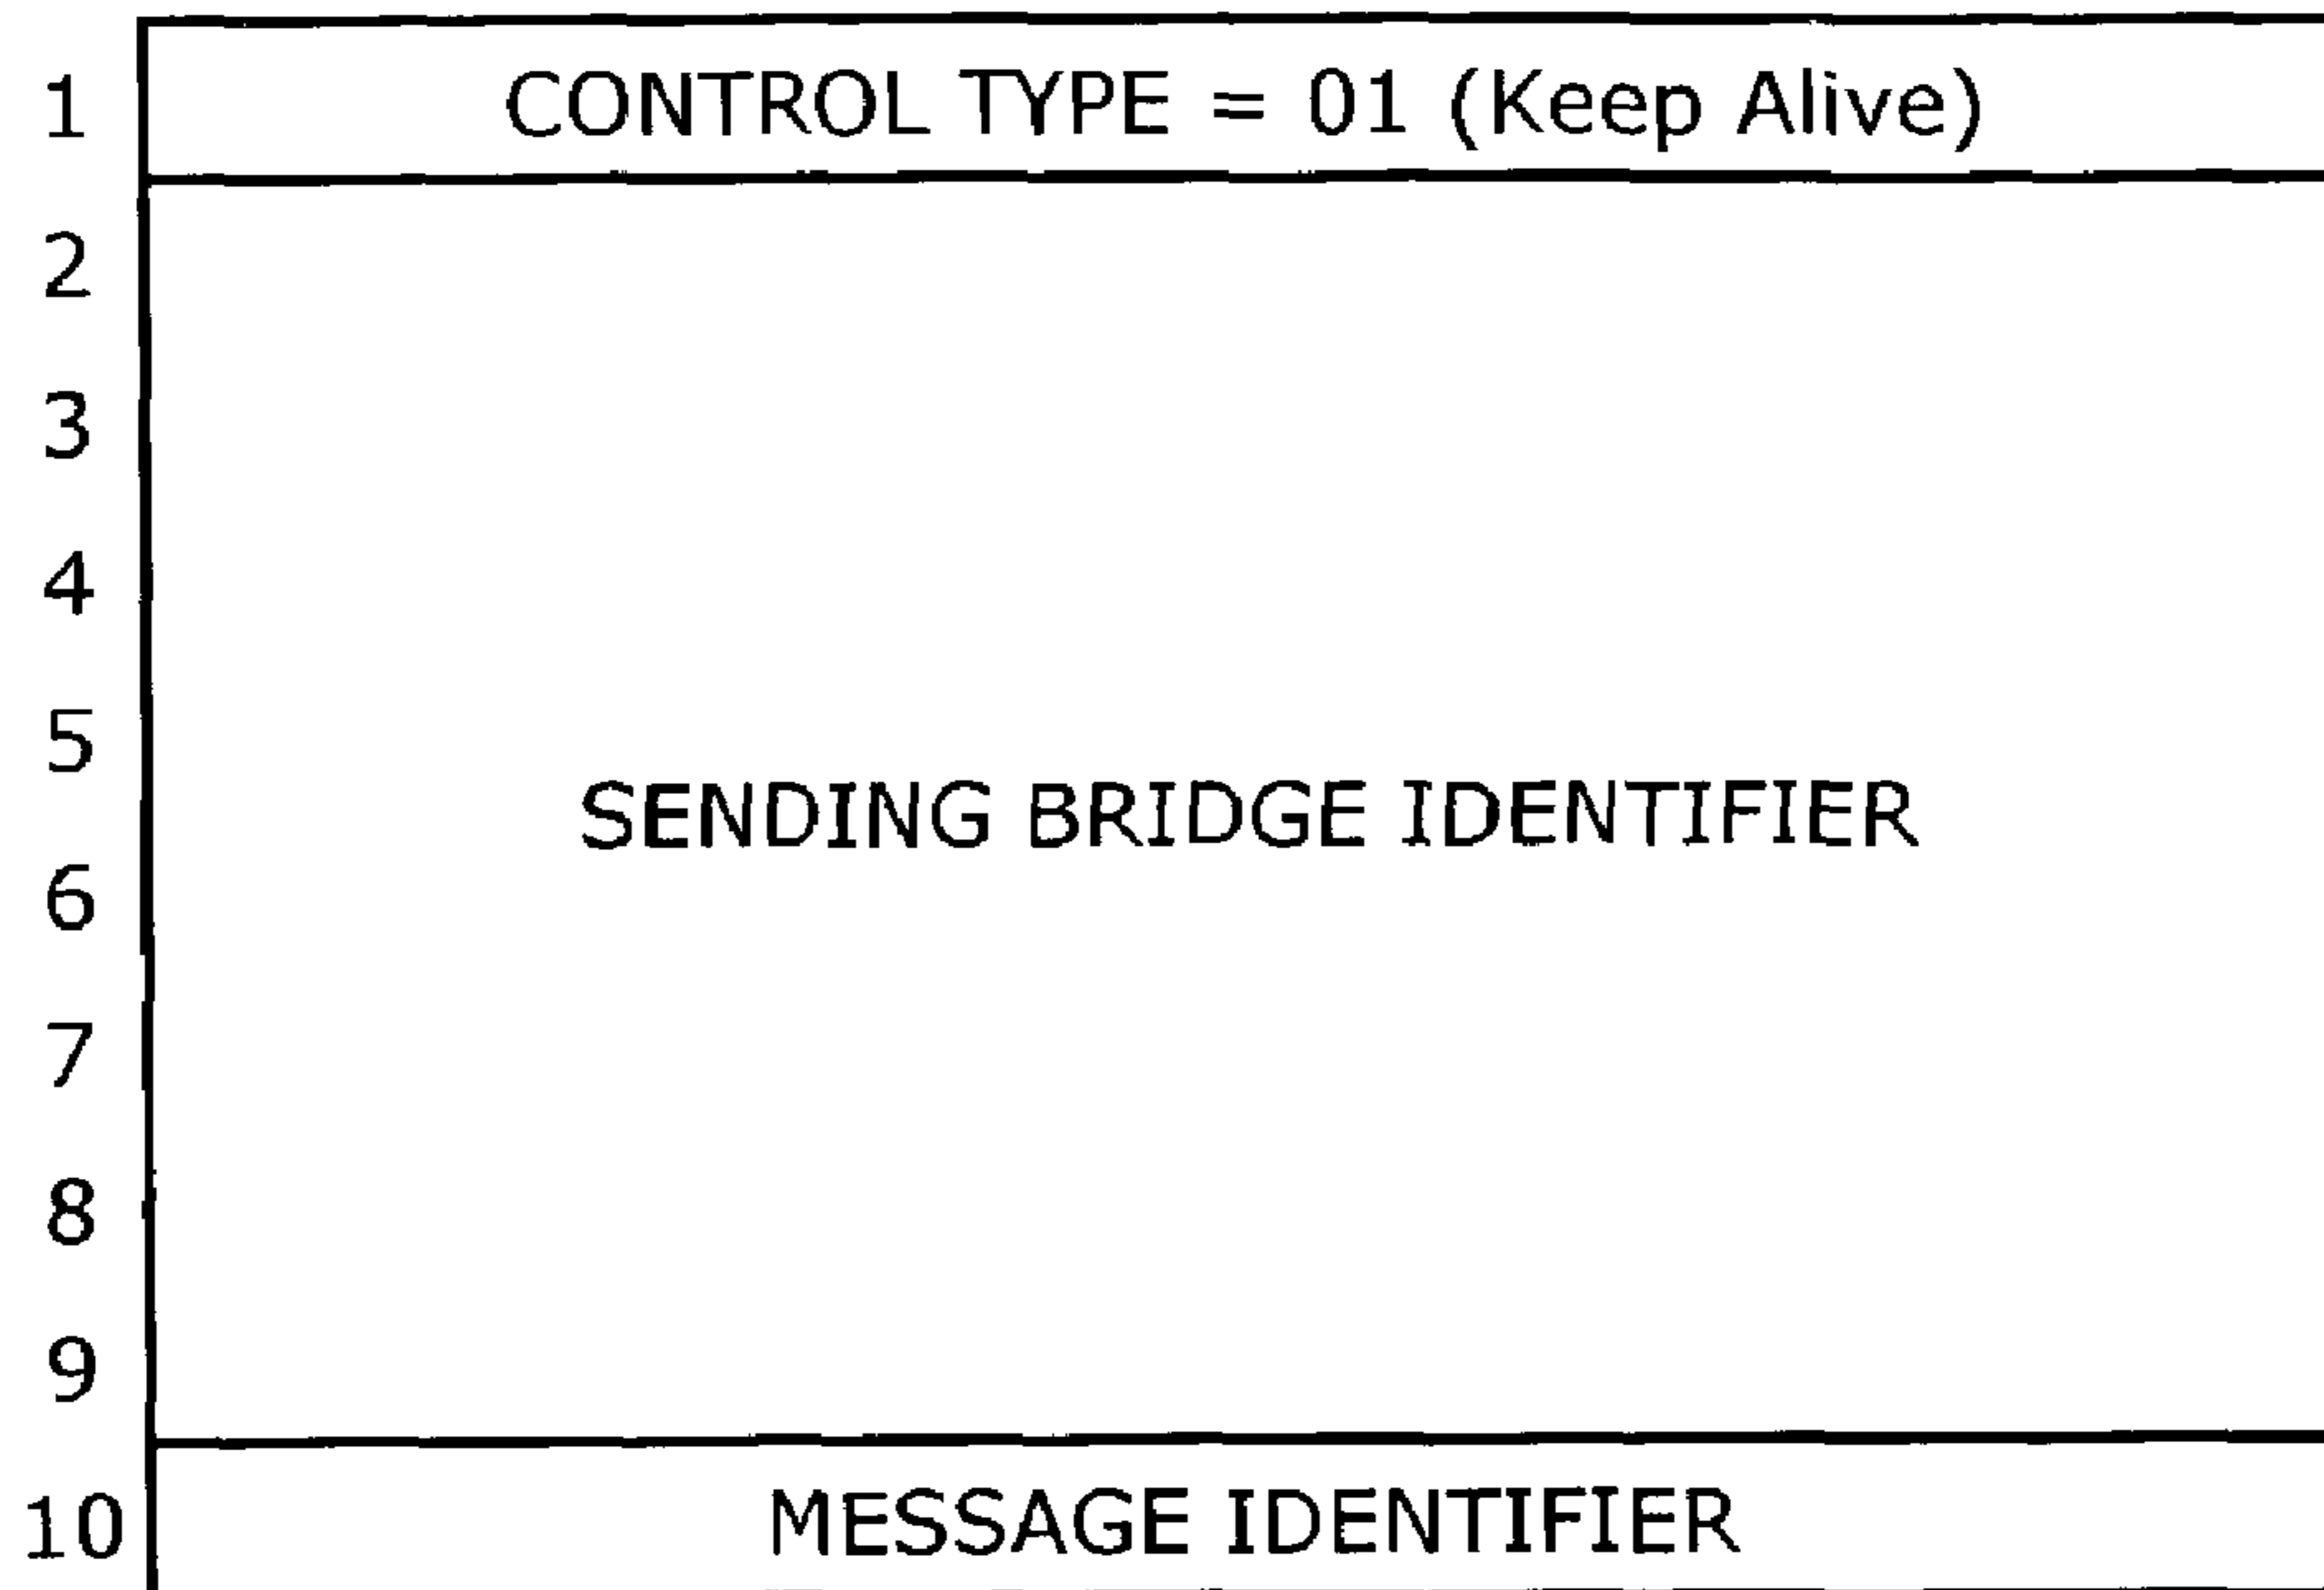 1 CONTROL TYPE = 01 (Keep Alive)
2
3
4
5
SENDING BRIDGE IDENTIFIER
6
7
8
9
10 MESSAGE IDENTIFIER